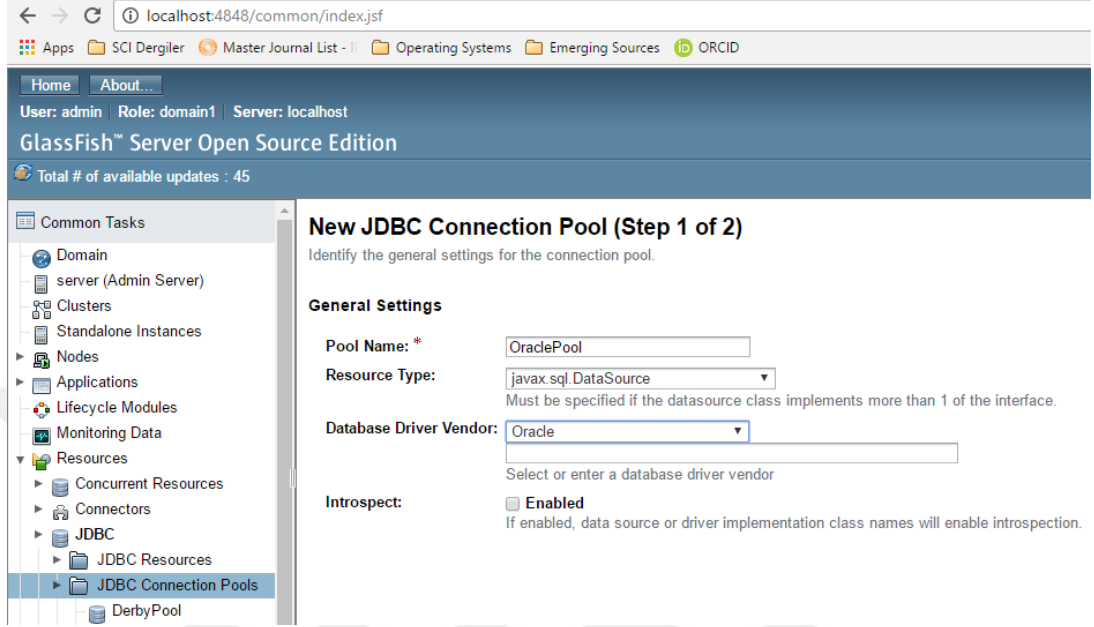 localhost:4848/common/index.jsf
Apps SCI Dergiler Master Journal List - Operating Systems Emerging Sources ORCID
Home About...
User: admin Role: domain1 Server: localhost
GlassFish™ Server Open Source Edition
Total # of available updates : 45
Common Tasks
Domain
server (Admin Server)
Clusters
Standalone Instances
Nodes
Applications
Lifecycle Modules
Monitoring Data
Resources
Concurrent Resources
Connectors
JDBC
JDBC Resources
JDBC Connection Pools
DerbyPool
New JDBC Connection Pool (Step 1 of 2)
Identify the general settings for the connection pool.
General Settings
Pool Name: * OraclePool
Resource Type: javax.sql.DataSource
Must be specified if the datasource class implements more than 1 of the interface.
Database Driver Vendor: Oracle
Select or enter a database driver vendor
Introspect: Enabled
If enabled, data source or driver implementation class names will enable introspection.